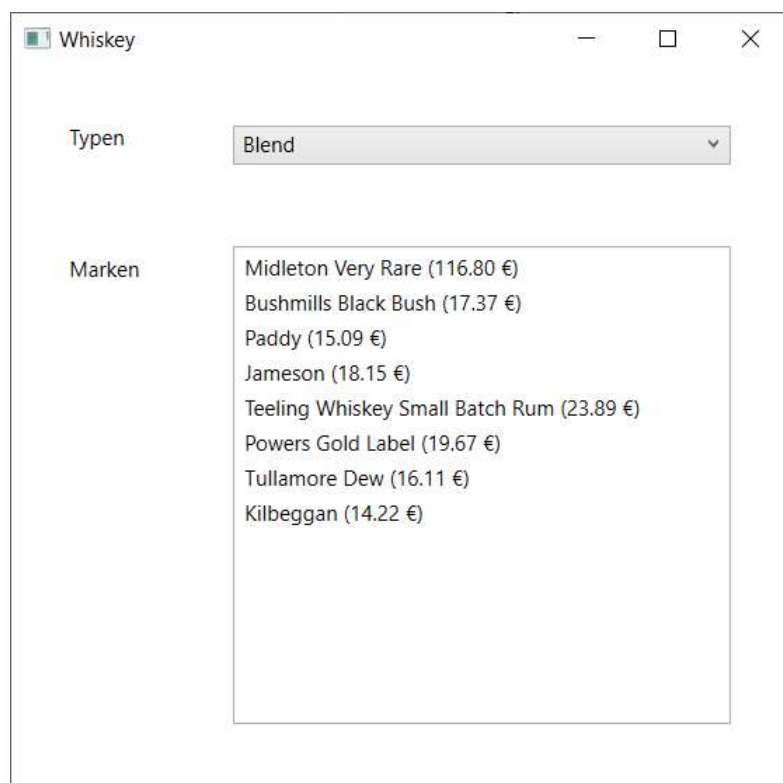 Whiskey
Typen
Blend
Marken
Midleton Very Rare (116.80 €)
Bushmills Black Bush (17.37 €)
Paddy (15.09 €)
Jameson (18.15 €)
Teeling Whiskey Small Batch Rum (23.89 €)
Powers Gold Label (19.67 €)
Tullamore Dew (16.11 €)
Kilbeggan (14.22 €)